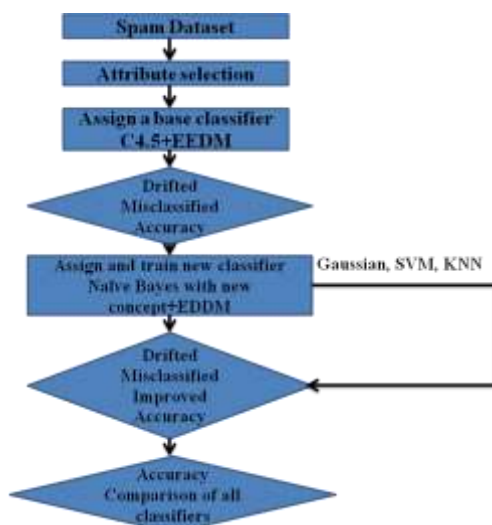 Spam Dataset
Attribute selection
Assign a base classifier
C4.5+EEDM
Drifted
Misclassified
Accuracy
Assign and train new classifier
Naïve Bayes with new
concept+EDDM
Gaussian, SVM, KNN
Drifted
Misclassified
Improved
Accuracy
Accuracy
Comparison of all
classifiers